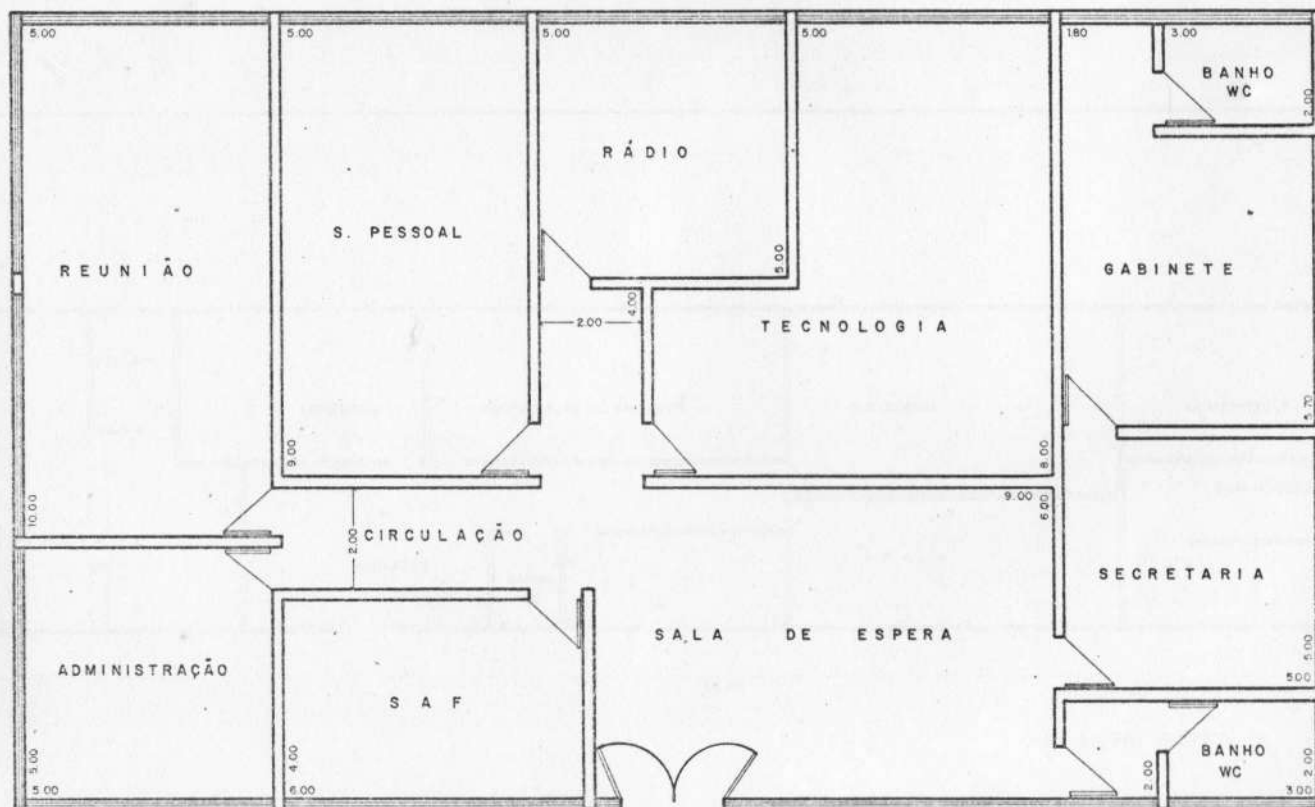 5.00
5.00
5.00
5.00
180
3.00
BANHO
WC
2.00
RÁDIO
S. PESSOAL
REUNIÃO
5.00
GABINETE
4.00
2.00
TECNOLOGIA
5.70
9.00
8.00
9.00
6.00
10.00
2.00
CIRCULAÇÃO
SECRETARIA
SALA DE ESPERA
5.00
ADMINISTRAÇÃO
500
SAF
BANHO
WC
5.00
4.00
2.00
2.00
5.00
6.00
3.00